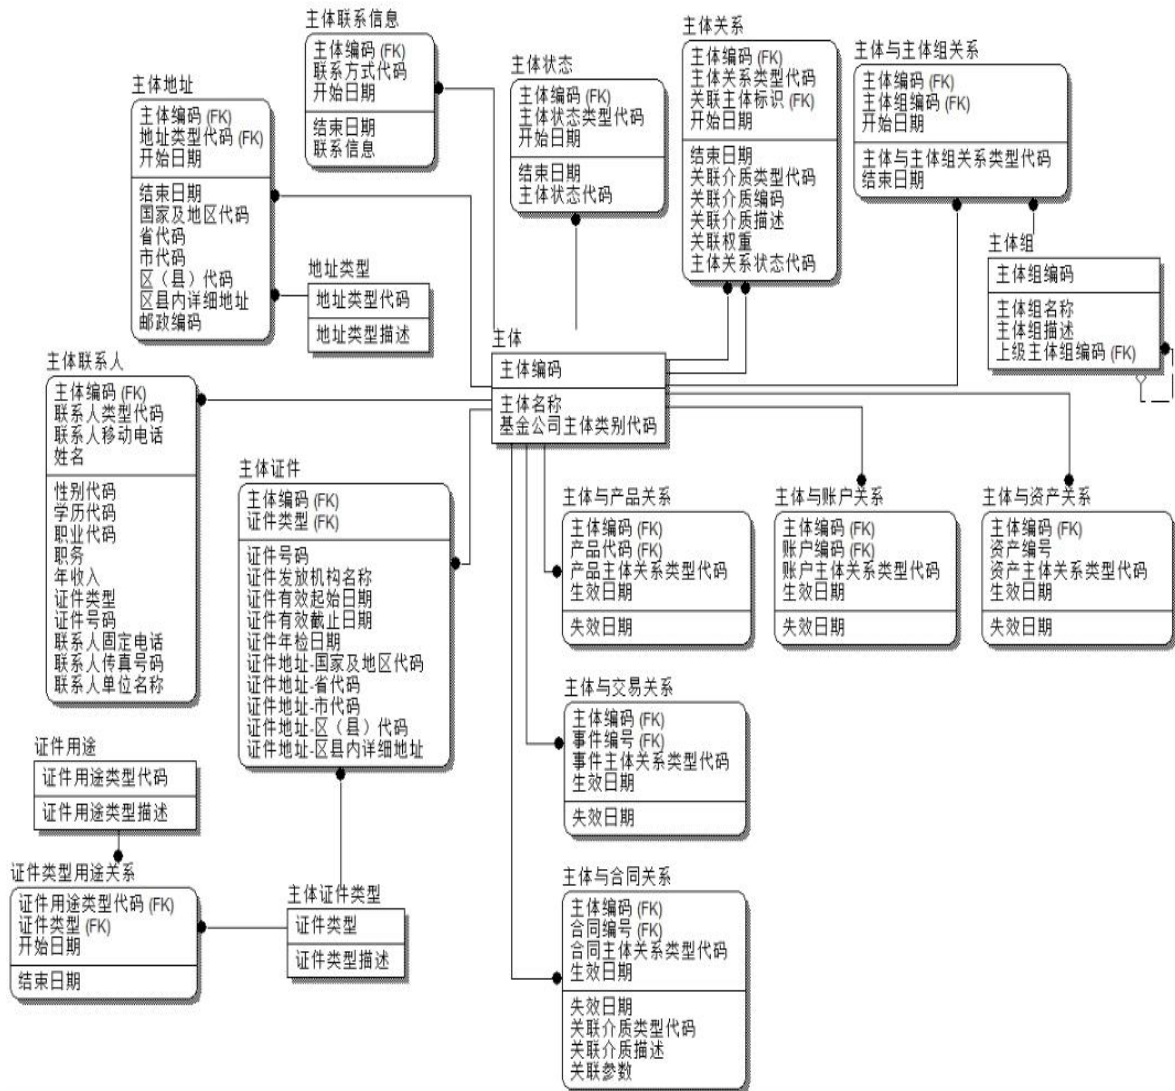 主体联系信息
主体编码 (FK)
联系方式代码
开始日期
结束日期
联系信息
主体状态
主体编码 (FK)
主体状态类型代码
开始日期
结束日期
主体状态代码
主体关系
主体编码 (FK)
主体关系类型代码
关联主体标识 (FK)
开始日期
结束日期
关联介质类型代码
关联介质编码
关联介质描述
关联权重
主体关系状态代码
主体与主体组关系
主体编码 (FK)
主体组编码 (FK)
开始日期
主体与主体组关系类型代码
结束日期
主体地址
主体编码 (FK)
地址类型代码 (FK)
开始日期
结束日期
国家及地区代码
省代码
市代码
区（县）代码
区县内详细地址
邮政编码
地址类型
地址类型代码
地址类型描述
主体组
主体组编码
主体组名称
主体组描述
上级主体组编码 (FK)
主体
主体编码
主体名称
基金公司主体类别代码
主体联系人
主体编码 (FK)
联系人类型代码
联系人移动电话
姓名
性别代码
学历代码
职业代码
职务
年收入
证件类型
证件号码
联系人固定电话
联系人传真号码
联系人单位名称
主体证件
主体编码 (FK)
证件类型 (FK)
证件号码
证件发放机构名称
证件有效起始日期
证件有效截止日期
证件年检日期
证件地址-国家及地区代码
证件地址-省代码
证件地址-市代码
证件地址-区（县）代码
证件地址-区县内详细地址
主体与产品关系
主体编码 (FK)
产品代码 (FK)
产品主体关系类型代码
生效日期
失效日期
主体与账户关系
主体编码 (FK)
账户编码 (FK)
账户主体关系类型代码
生效日期
失效日期
主体与资产关系
主体编码 (FK)
资产编号
资产主体关系类型代码
生效日期
失效日期
主体与交易关系
主体编码 (FK)
事件编号 (FK)
事件主体关系类型代码
生效日期
失效日期
证件用途
证件用途类型代码
证件用途类型描述
证件类型用途关系
证件用途类型代码 (FK)
证件类型 (FK)
开始日期
结束日期
主体证件类型
证件类型
证件类型描述
主体与合同关系
主体编码 (FK)
合同编号 (FK)
合同主体关系类型代码
生效日期
失效日期
关联介质类型代码
关联介质描述
关联参数